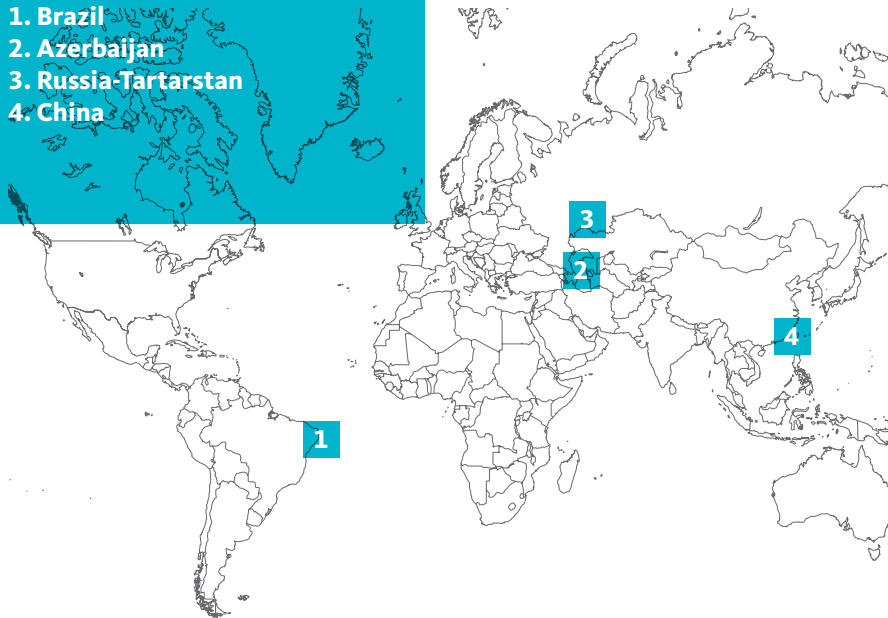 1. Brazil
2. Azerbaijan
3. Russia-Tartarstan
4. China
3
2
4
1